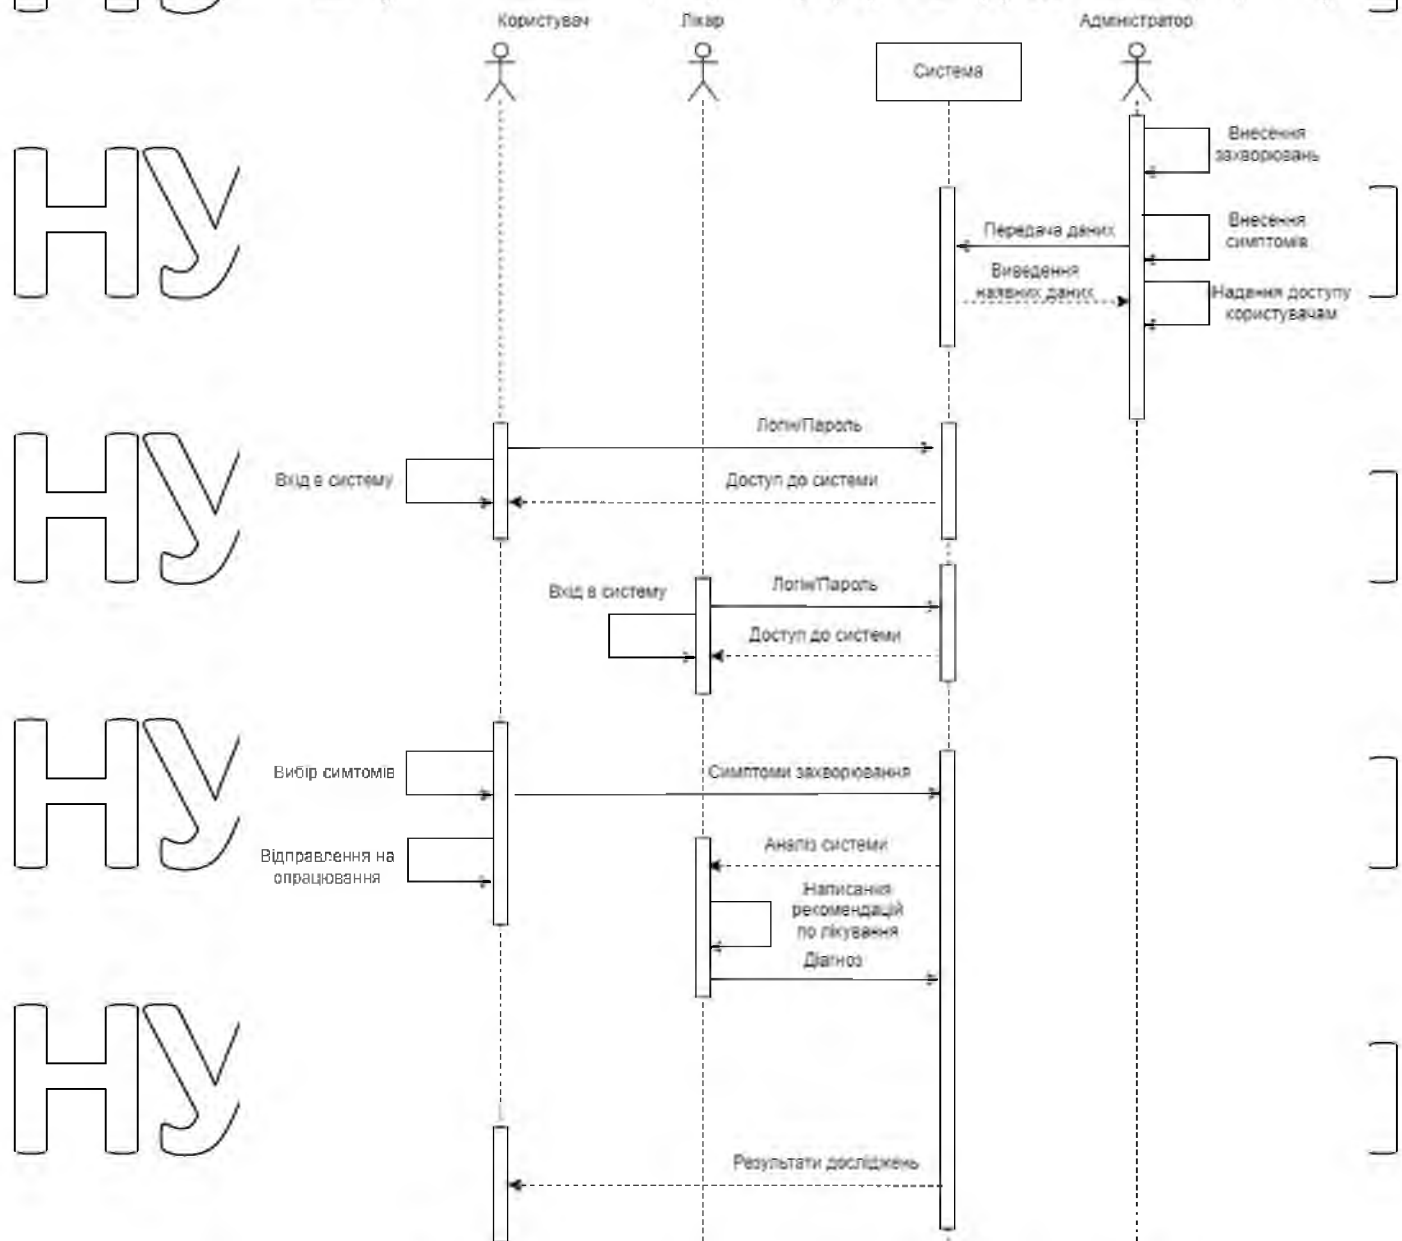 Користувач
Лікар
Адміністратор
Система
Внесення
захворювань
НУ
Внесення
симптомів
Передача даних
Виведення
наявних даних
Надання доступу
користувачам
Логін/Пароль
НУ
Вхід в систему
Доступ до системи
Вхід в систему
Логін/Пароль
Доступ до системи
НУ
Вибір симтомів
Симптоми захворювання
Відправлення на
опрацювання
Аналіз системи
Написання
рекомендацій
по лікування
Діагноз
НУ
Результати досліджень